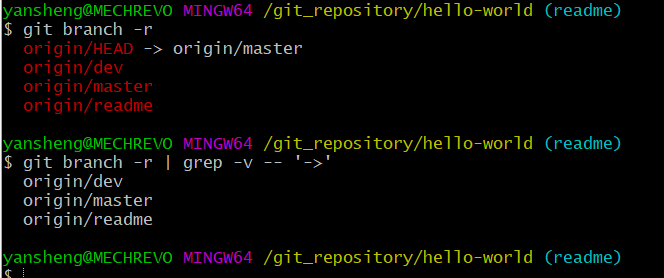 yansheng@MECHREVO MINGW64 /git_repository/hello-world (readme)
$ git branch -r
  origin/HEAD -> origin/master
  origin/dev
  origin/master
  origin/readme

yansheng@MECHREVO MINGW64 /git_repository/hello-world (readme)
$ git branch -r | grep -v -- '->'
  origin/dev
  origin/master
  origin/readme

yansheng@MECHREVO MINGW64 /git_repository/hello-world (readme)
$